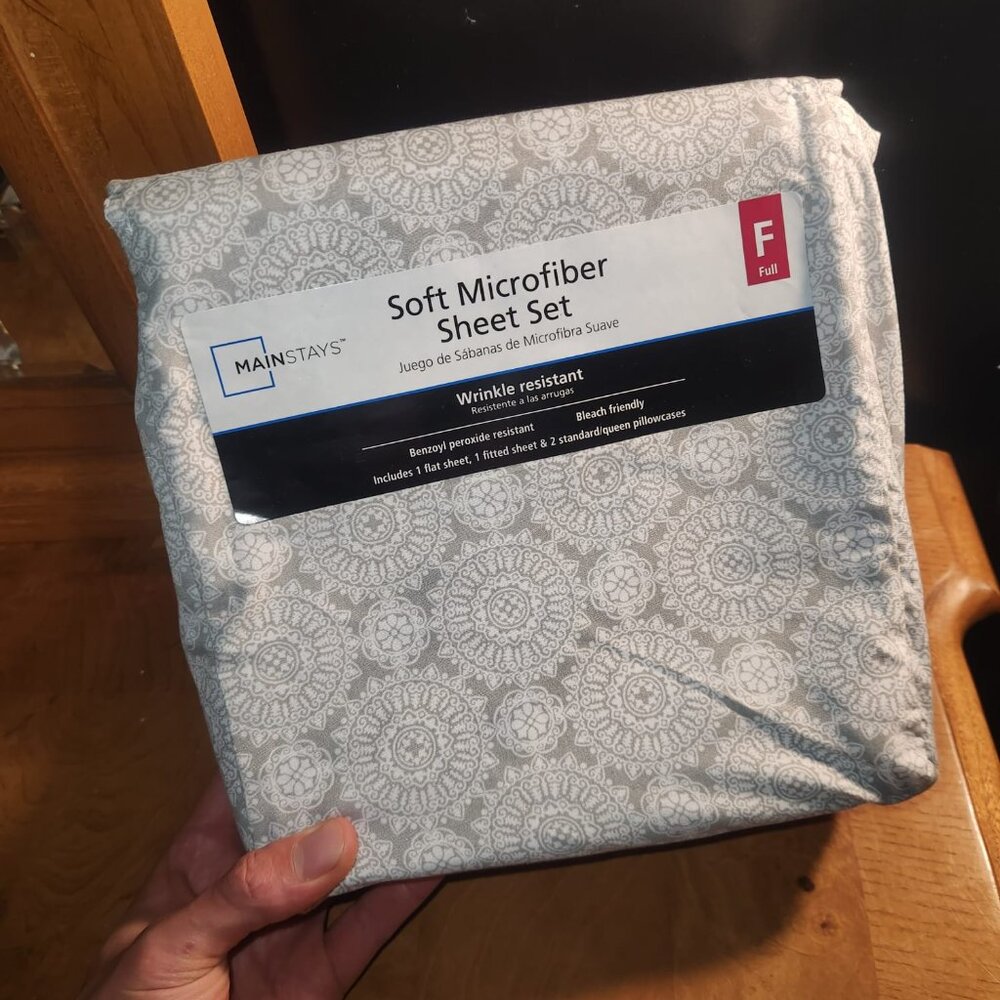 F
Full
Soft Microfiber
Sheet Set
Juego de Sábanas de Microfibra Suave
MAINSTAYS™
Wrinkle resistant
Resistente a las arrugas
Benzoyl peroxide resistant Bleach friendly
Includes 1 flat sheet, 1 fitted sheet & 2 standard/queen pillowcases